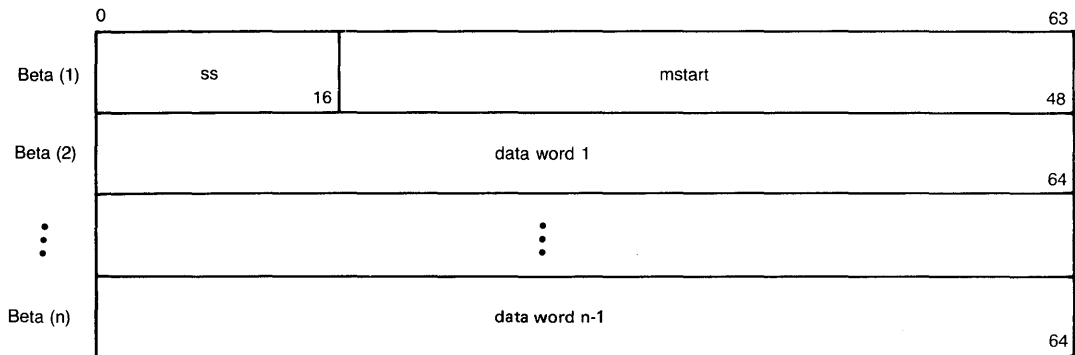 0 63
Beta (1) ss 16 mstart 48
Beta (2) data word 1 64
Beta (n) data word n-1 64